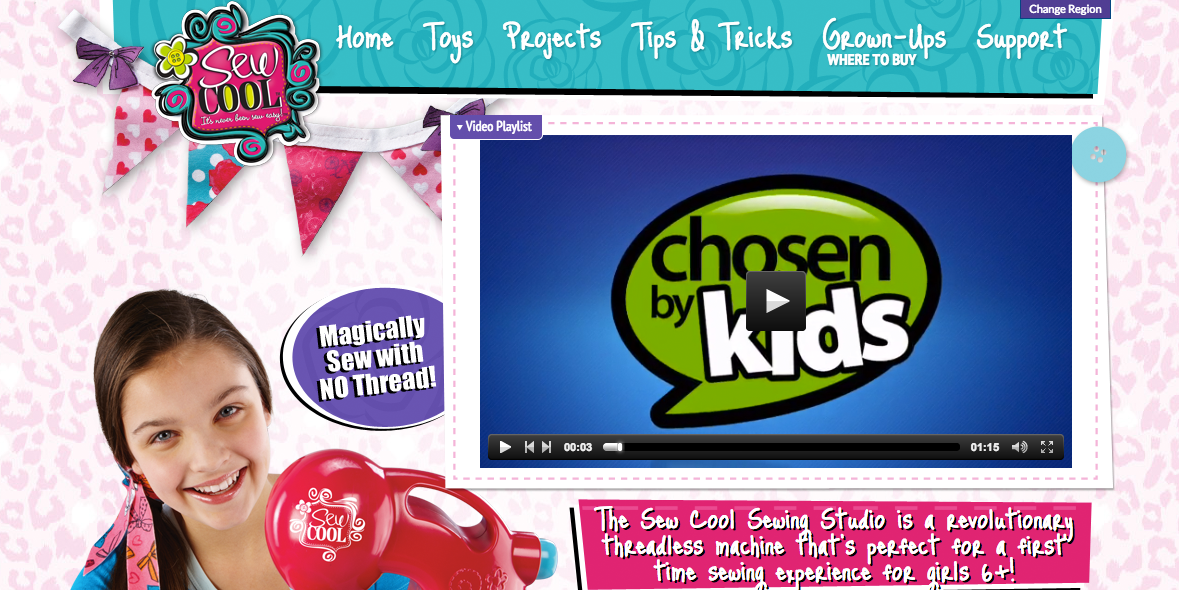 Change Region
Home Toys Projects Tips & Tricks Grown-Ups Support
WHERE TO BUY
Sew
COOL
It's never been sew easy!
Video Playlist
chosen
by kids
Magically
Sew with
NO Thread!
00:03 01:15
Sew
COOL
The Sew Cool Sewing Studio is a revolutionary
threadless machine that's perfect for a first
time sewing experience for girls 6+!